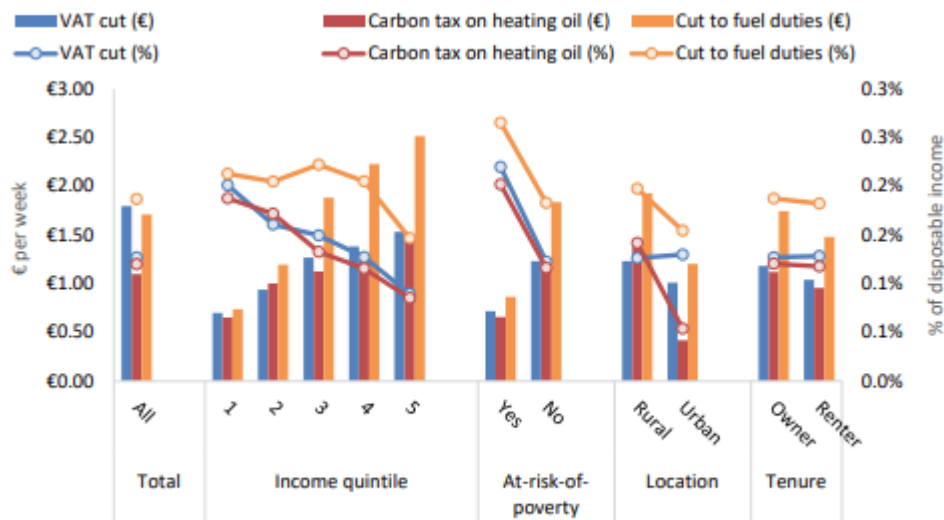 VAT cut (€) Carbon tax on heating oil (€) Cut to fuel duties (€)
VAT cut (%) Carbon tax on heating oil (%) Cut to fuel duties (%)
€3.00 0.3%
€2.50 0.3%
€2.00 0.2%
€1.50 0.2%
€1.00 0.1%
€0.50 0.1%
€0.00 0.0%
€ per week
% of disposable income
All 1 2 3 4 5 Yes No Rural Urban Owner Renter
Total Income quintile At-risk-of- Location Tenure
poverty